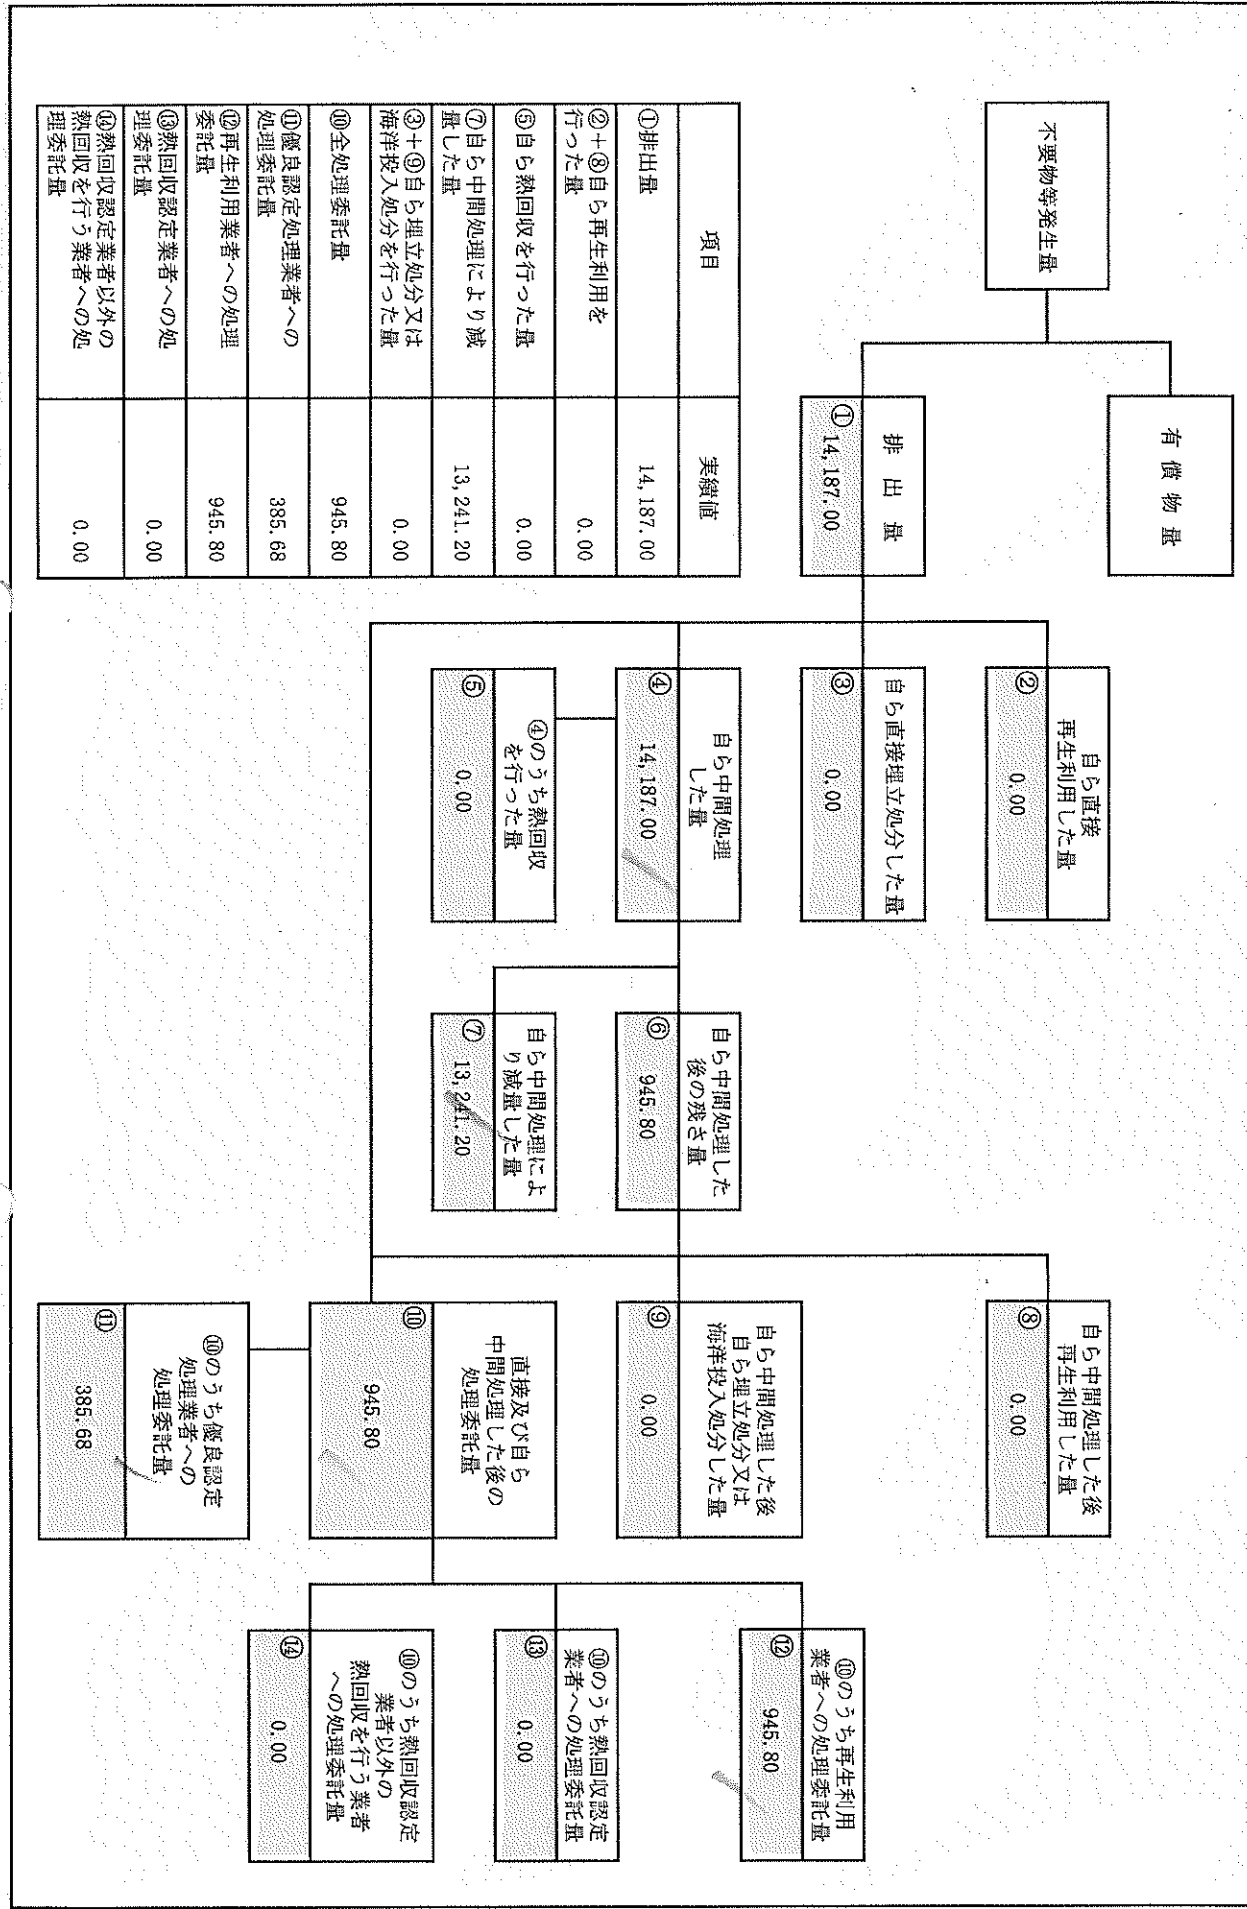 不要物等発生量
有償物量
排出量
① 14,187.00
自ら直接
再生利用した量
② 0.00
自ら直接埋立処分した量
③ 0.00
自ら中間処理
した量
④ 14,187.00
④のうち熱回収
を行った量
⑤ 0.00
自ら中間処理した
後の残さ量
⑥ 945.80
自ら中間処理によ
り減量した量
⑦ 13,241.20
自ら中間処理した後
再生利用した量
⑧ 0.00
自ら中間処理した後
自ら埋立処分又は
海洋投入処分した量
⑨ 0.00
直接及び自ら
中間処理した後の
処理委託量
⑩ 945.80
⑩のうち優良認定
処理業者への
処理委託量
⑪ 385.68
⑩のうち再生利用
業者への処理委託量
⑫ 945.80
⑩のうち熱回収認定
業者への処理委託量
⑬ 0.00
⑩のうち熱回収認定
業者以外の
熱回収を行う業者
への処理委託量
⑭ 0.00
項目 実績値
①排出量 14,187.00
②+⑧自ら再生利用を
行った量 0.00
⑤自ら熱回収を行った量 0.00
⑦自ら中間処理により減
量した量 13,241.20
③+⑨自ら埋立処分又は
海洋投入処分を行った量 0.00
⑩全処理委託量 945.80
⑪優良認定処理業者への
処理委託量 385.68
⑫再生利用業者への処理
委託量 945.80
⑬熱回収認定業者への処
理委託量 0.00
⑭熱回収認定業者以外の
熱回収を行う業者への処
理委託量 0.00